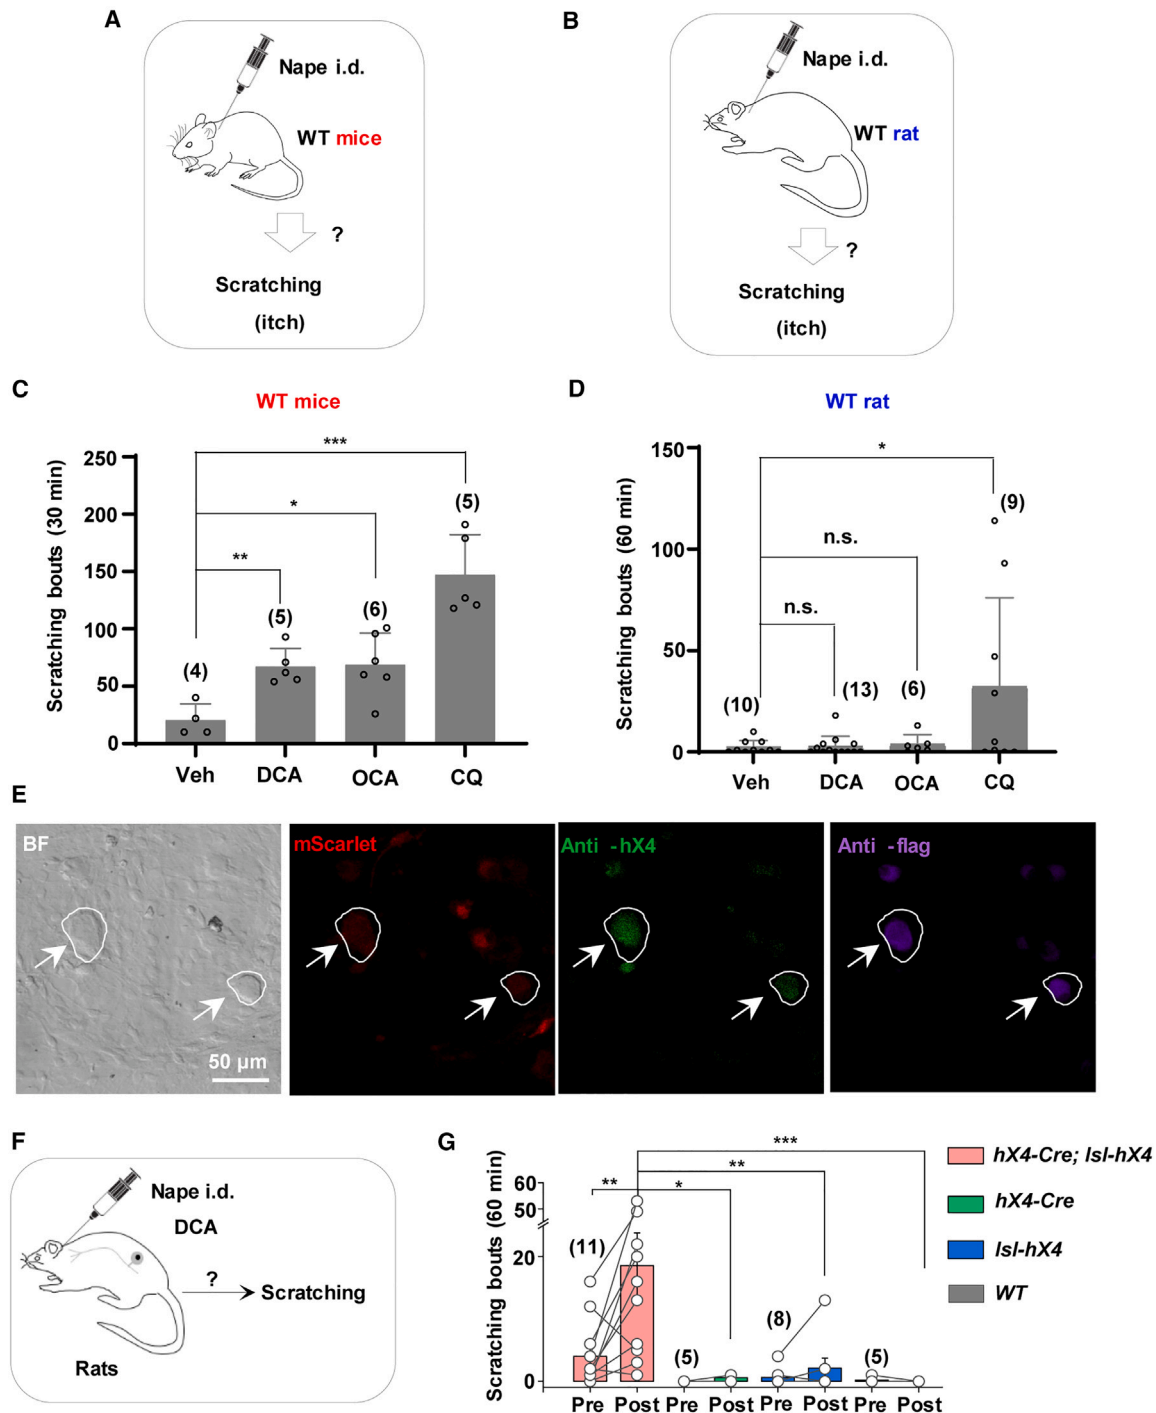 A
Nape i.d.
WT mice
?
Scratching
(itch)
B
Nape i.d.
WT rat
?
Scratching
(itch)
C
WT mice
Scratching bouts (30 min)
250
200
150
100
50
0
***
*
**
(4)
(5)
(6)
(5)
Veh
DCA
OCA
CQ
D
WT rat
Scratching bouts (60 min)
150
100
50
0
*
n.s.
n.s.
(10)
(13)
(6)
(9)
Veh
DCA
OCA
CQ
E
BF
50 µm
mScarlet
Anti -hX4
Anti -flag
F
Nape i.d.
DCA
?
Scratching
Rats
G
Scratching bouts (60 min)
60
50
20
0
***
**
**
*
(11)
(5)
(8)
(5)
Pre Post Pre Post Pre Post Pre Post
hX4-Cre; lsl-hX4
hX4-Cre
lsl-hX4
WT